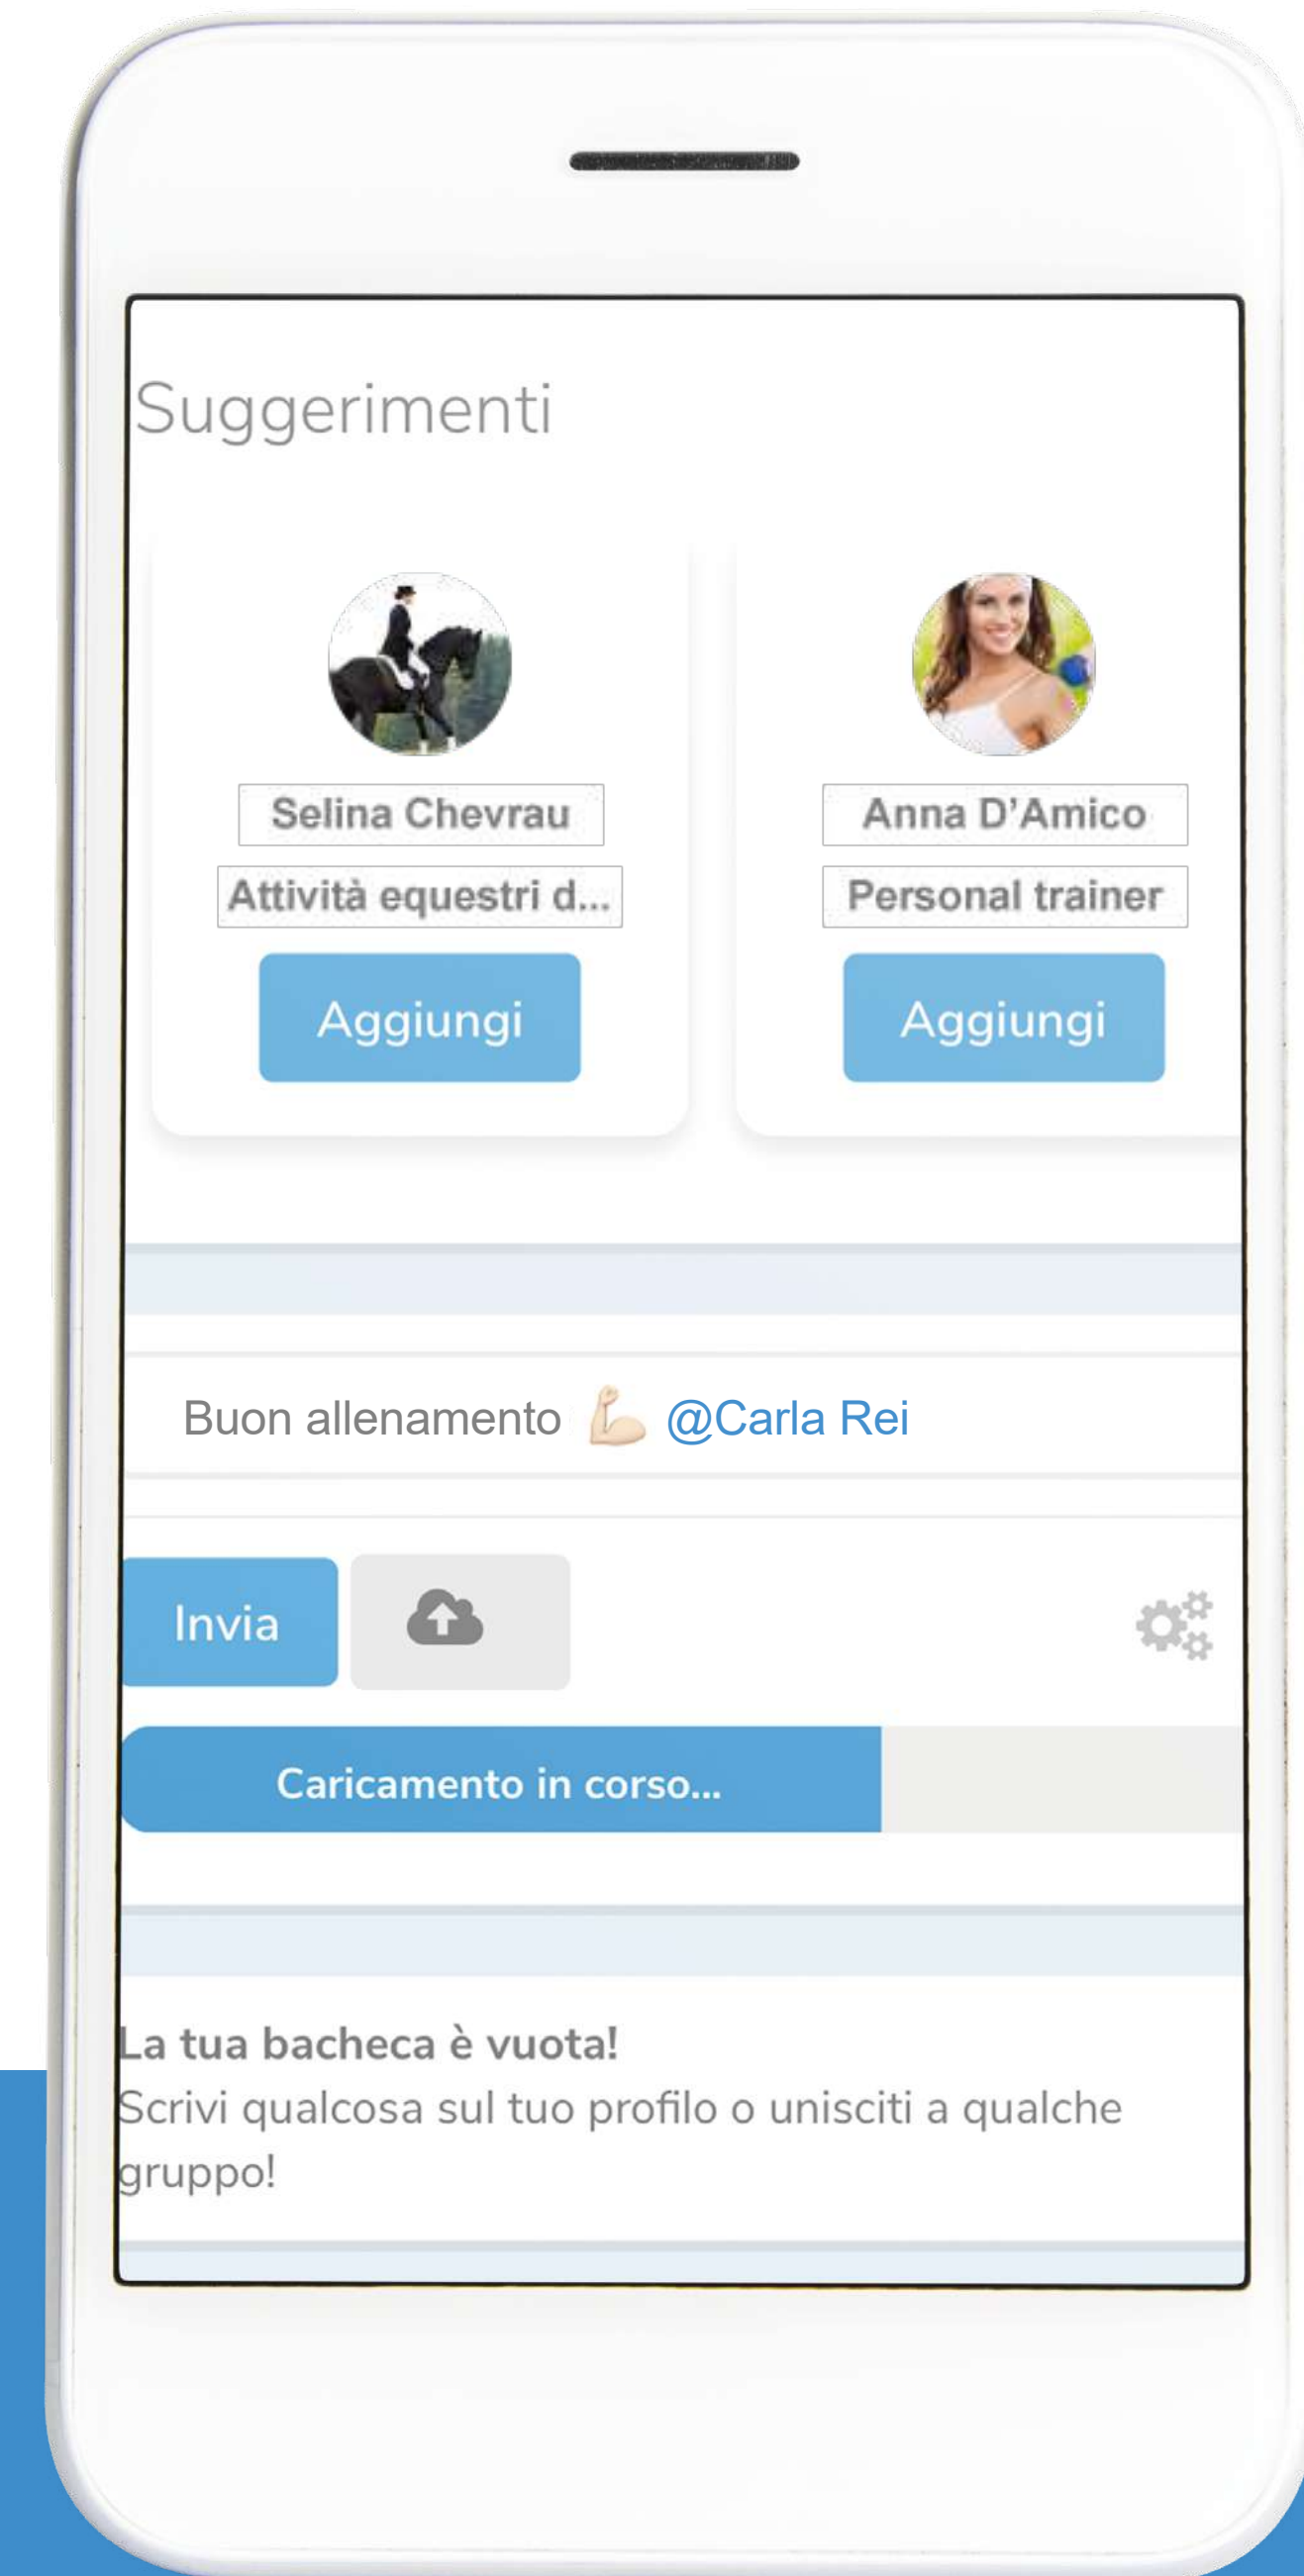 Suggerimenti
Selina Chevrau
Attività equestri d...
Aggiungi
Anna D'Amico
Personal trainer
Aggiungi
Buon allenamento 💪🏻 @Carla Rei
Invia
Caricamento in corso...
La tua bacheca è vuota!
Scrivi qualcosa sul tuo profilo o unisciti a qualche
gruppo!